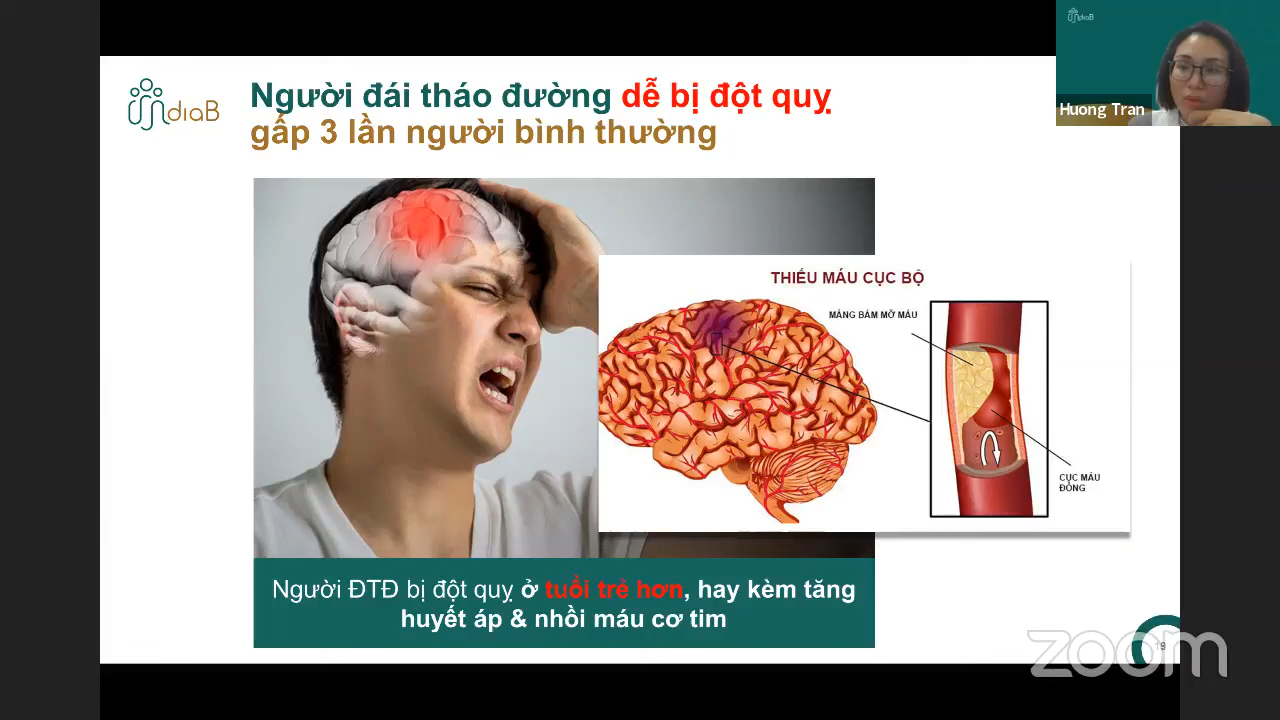 DiaB
Người đái tháo đường dễ bị đột quỵ
gấp 3 lần người bình thường
DiaB
Huong Tran
THIẾU MÁU CỤC BỘ
MẢNG BÁM MỠ MÁU
CỤC MÁU
ĐÔNG
Người ĐTĐ bị đột quỵ ở tuổi trẻ hơn, hay kèm tăng
huyết áp & nhồi máu cơ tim
19
zoom